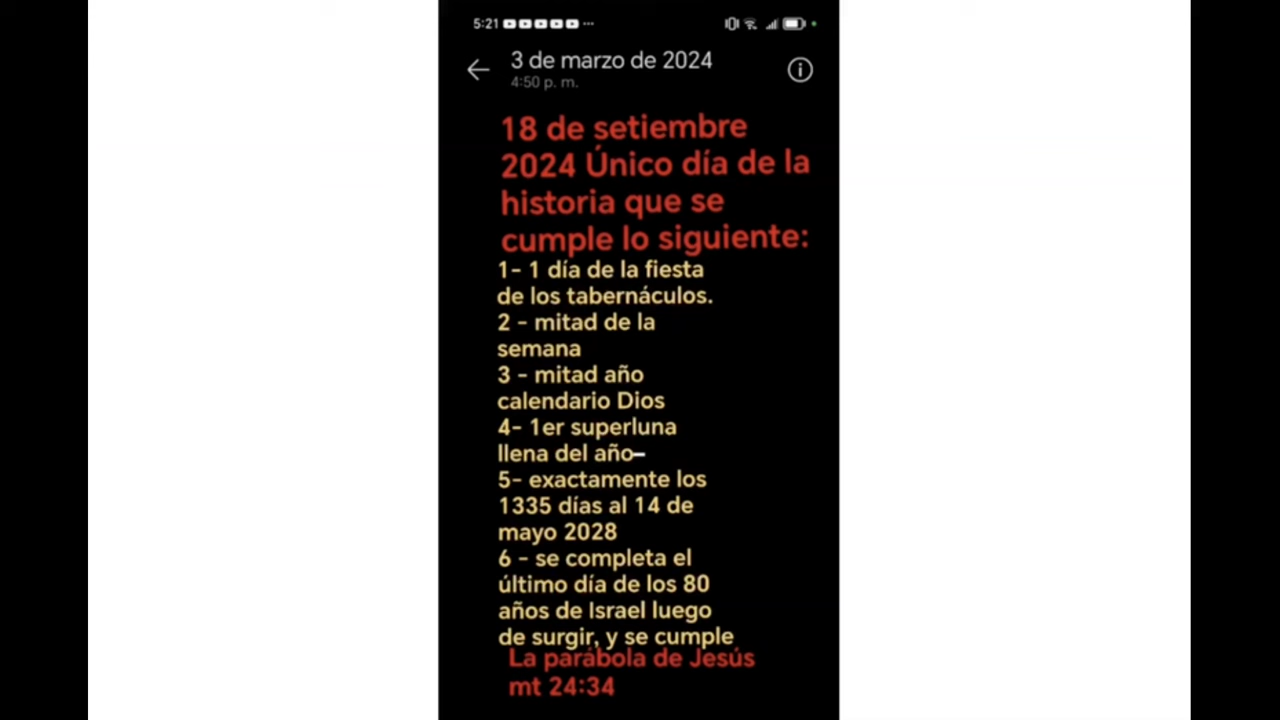 5:21
3 de marzo de 2024
4:50 p. m.
18 de setiembre
2024 Único día de la
historia que se
cumple lo siguiente:
1- 1 día de la fiesta
de los tabernáculos.
2 - mitad de la
semana
3 - mitad año
calendario Dios
4- 1er superluna
llena del año-
5- exactamente los
1335 días al 14 de
mayo 2028
6 - se completa el
último día de los 80
años de Israel luego
de surgir, y se cumple
La parábola de Jesús
mt 24:34